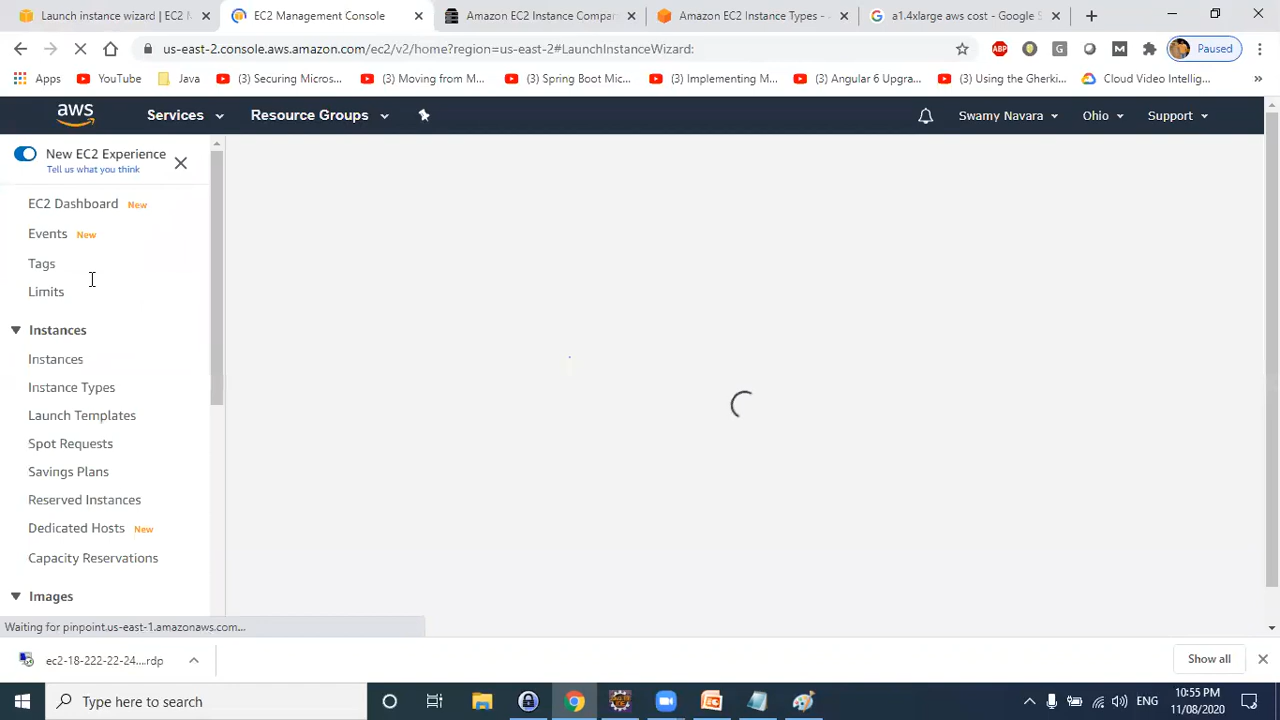 Launch instance wizard | EC2 M
EC2 Management Console
Amazon EC2 Instance Compar
Amazon EC2 Instance Types -
a1.4xlarge aws cost - Google S
us-east-2.console.aws.amazon.com/ec2/v2/home?region=us-east-2#LaunchInstanceWizard:
ABP
G
M
Paused
Apps
YouTube
Java
(3) Securing Micros...
(3) Moving from M...
(3) Spring Boot Mic...
(3) Implementing M...
(3) Angular 6 Upgra...
(3) Using the Gherki...
Cloud Video Intellig...
aws
Services
Resource Groups
Swamy Navara
Ohio
Support
New EC2 Experience
Tell us what you think
EC2 Dashboard New
Events New
Tags
Limits
Instances
Instances
Instance Types
Launch Templates
Spot Requests
Savings Plans
Reserved Instances
Dedicated Hosts New
Capacity Reservations
Images
Waiting for pinpoint.us-east-1.amazonaws.com...
ec2-18-222-22-24....rdp
Show all
Type here to search
ENG
10:55 PM
11/08/2020